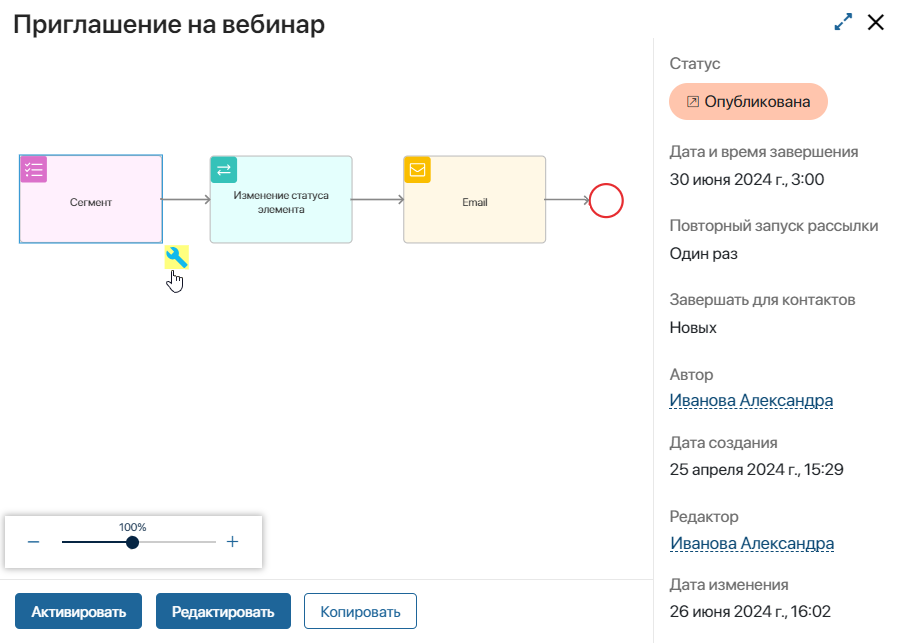 Приглашение на вебинар
Сегмент
Изменение статуса
элемента
Email
100%
Активировать
Редактировать
Копировать
Статус
Опубликована
Дата и время завершения
30 июня 2024 г., 3:00
Повторный запуск рассылки
Один раз
Завершать для контактов
Новых
Автор
Иванова Александра
Дата создания
25 апреля 2024 г., 15:29
Редактор
Иванова Александра
Дата изменения
26 июня 2024 г., 16:02